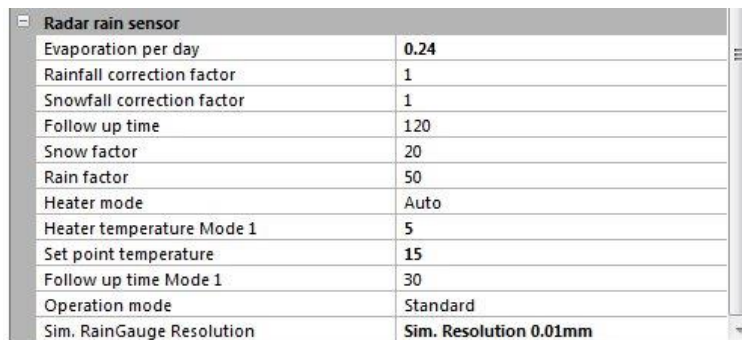 Radar rain sensor
Evaporation per day 0.24
Rainfall correction factor 1
Snowfall correction factor 1
Follow up time 120
Snow factor 20
Rain factor 50
Heater mode Auto
Heater temperature Mode 1 5
Set point temperature 15
Follow up time Mode 1 30
Operation mode Standard
Sim. RainGauge Resolution Sim. Resolution 0.01mm